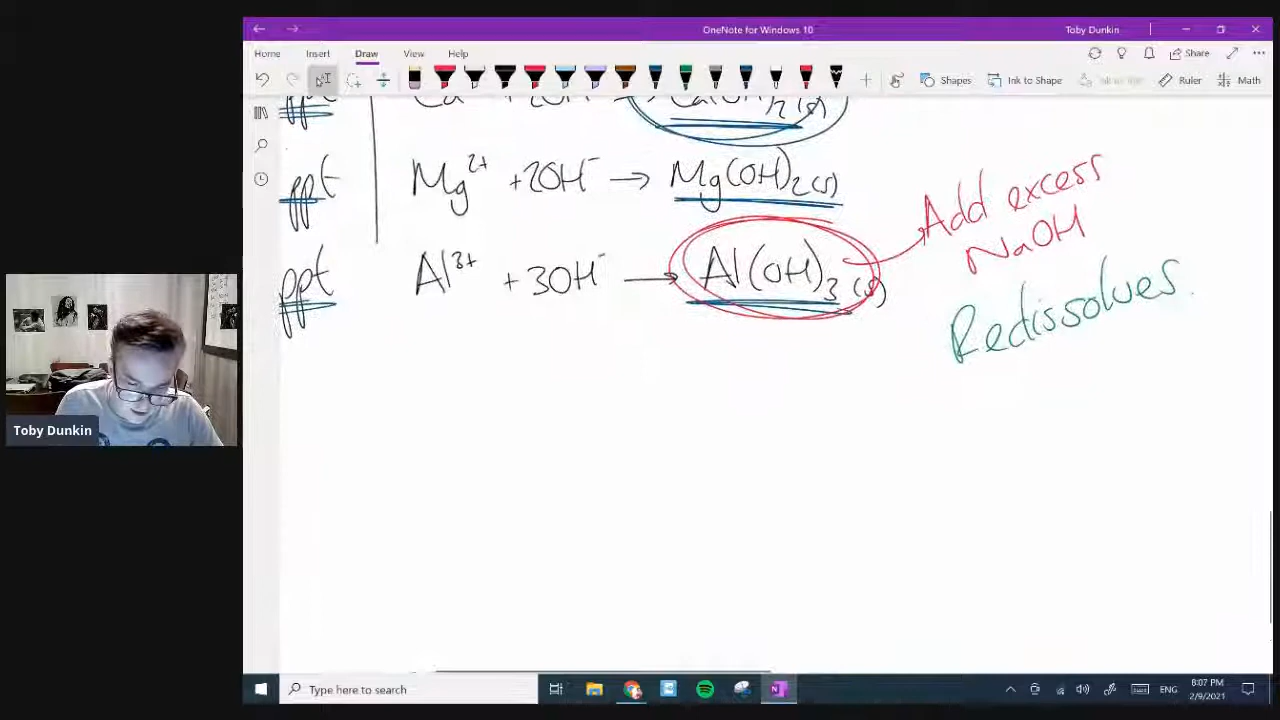 OneNote for Windows 10
Toby Dunkin
Home Insert Draw View Help
Share
Shapes Ink to Shape Ruler Math
ppt
ppt Mg²⁺ + 2OH⁻ → Mg(OH)₂(s)
ppt Al³⁺ + 3OH⁻ → Al(OH)₃(s)
Add excess
NaOH
Redissolves
Toby Dunkin
Type here to search
ENG
8:07 PM
2/9/2021